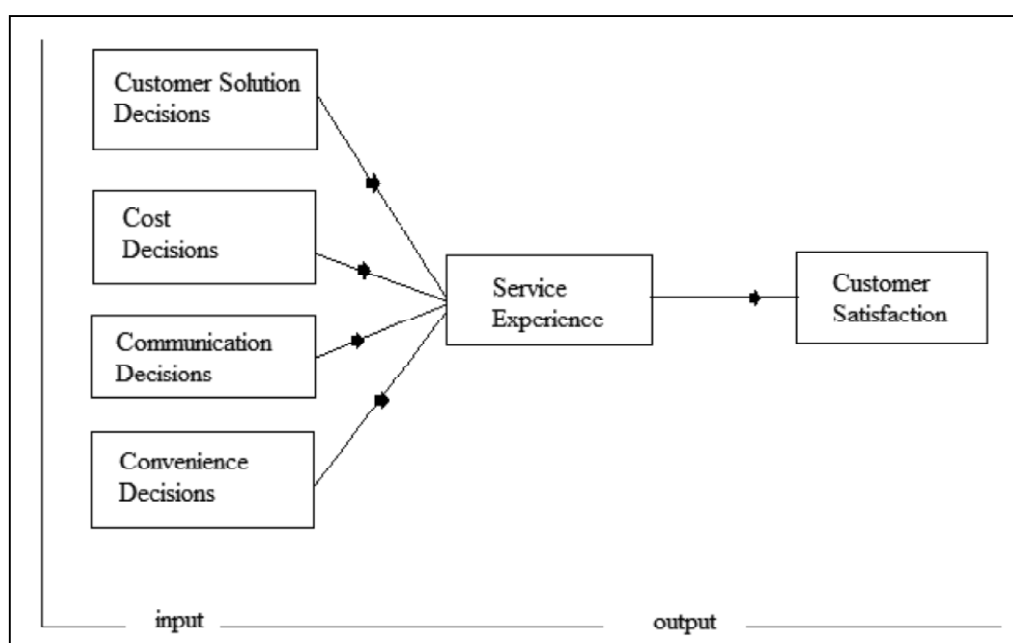 Customer Solution
Decisions
Cost
Decisions
Communication
Decisions
Convenience
Decisions
Service
Experience
Customer
Satisfaction
input
output